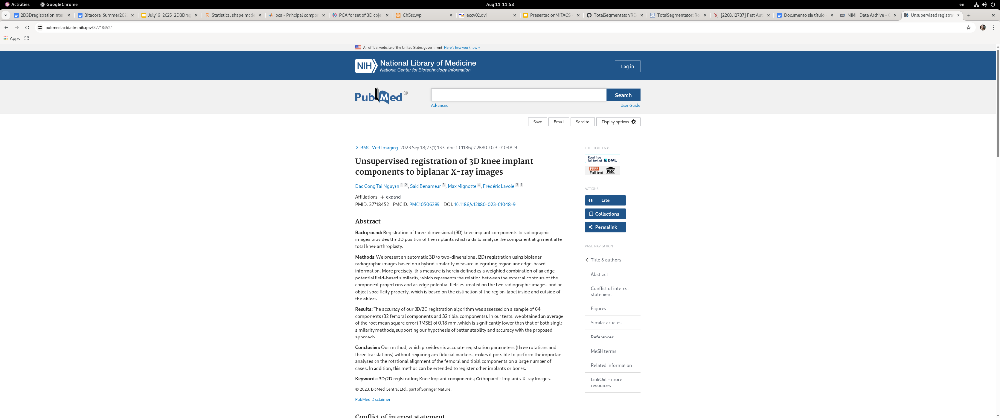 Activities
Google Chrome
Aug 11 11:58
en
2D3DregistrationInter
Bitacora_Summer202
July16_2025_2D3Dreg
Statistical shape mode
pca - Principal compo
PCA for set of 3D obje
Ch5sc.wp
eccv02.dvi
PresentacionMITACS
TotalSegmentator/RE
TotalSegmentator: Ro
[2208.12737] Fast Aut
Documento sin título
NIMH Data Archive -
Unsupervised registra
pubmed.ncbi.nlm.nih.gov/37718452/
Apps
An official website of the United States government Here's how you know
NIH National Library of Medicine
National Center for Biotechnology Information
Log in
PubMed®
Search
Advanced
User Guide
Save
Email
Send to
Display options
BMC Med Imaging. 2023 Sep 18;23(1):133. doi: 10.1186/s12880-023-01048-9.
Unsupervised registration of 3D knee implant
components to biplanar X-ray images
Dac Cong Tai Nguyen 1 2, Said Benameur 3, Max Mignotte 4, Frédéric Lavoie 3 5
Affiliations + expand
PMID: 37718452 PMCID: PMC10506289 DOI: 10.1186/s12880-023-01048-9
Abstract
Background: Registration of three-dimensional (3D) knee implant components to radiographic
images provides the 3D position of the implants which aids to analyze the component alignment after
total knee arthroplasty.
Methods: We present an automatic 3D to two-dimensional (2D) registration using biplanar
radiographic images based on a hybrid similarity measure integrating region and edge-based
information. More precisely, this measure is herein defined as a weighted combination of an edge
potential field-based similarity, which represents the relation between the external contours of the
component projections and an edge potential field estimated on the two radiographic images, and an
object specificity property, which is based on the distinction of the region-label inside and outside of
the object.
Results: The accuracy of our 3D/2D registration algorithm was assessed on a sample of 64
components (32 femoral components and 32 tibial components). In our tests, we obtained an average
of the root mean square error (RMSE) of 0.18 mm, which is significantly lower than that of both single
similarity methods, supporting our hypothesis of better stability and accuracy with the proposed
approach.
Conclusion: Our method, which provides six accurate registration parameters (three rotations and
three translations) without requiring any fiducial markers, makes it possible to perform the important
analyses on the rotational alignment of the femoral and tibial components on a large number of
cases. In addition, this method can be extended to register other implants or bones.
Keywords: 3D/2D registration; Knee implant components; Orthopaedic implants; X-ray images.
© 2023. BioMed Central Ltd., part of Springer Nature.
PubMed Disclaimer
Conflict of interest statement
FULL TEXT LINKS
Read free
full text at BMC
FREE
Full text PMC
ACTIONS
Cite
Collections
Permalink
PAGE NAVIGATION
Title & authors
Abstract
Conflict of interest
statement
Figures
Similar articles
References
MeSH terms
Related information
LinkOut - more
resources